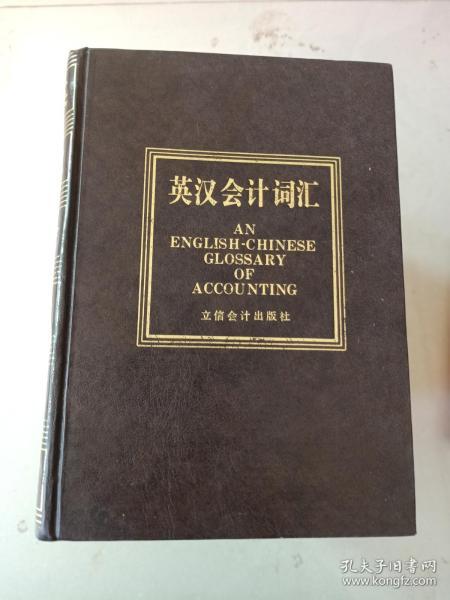 英汉会计词汇
AN
ENGLISH-CHINESE
GLOSSARY
OF
ACCOUNTING
立信会计出版社
孔夫子旧书网
www.kongfz.com